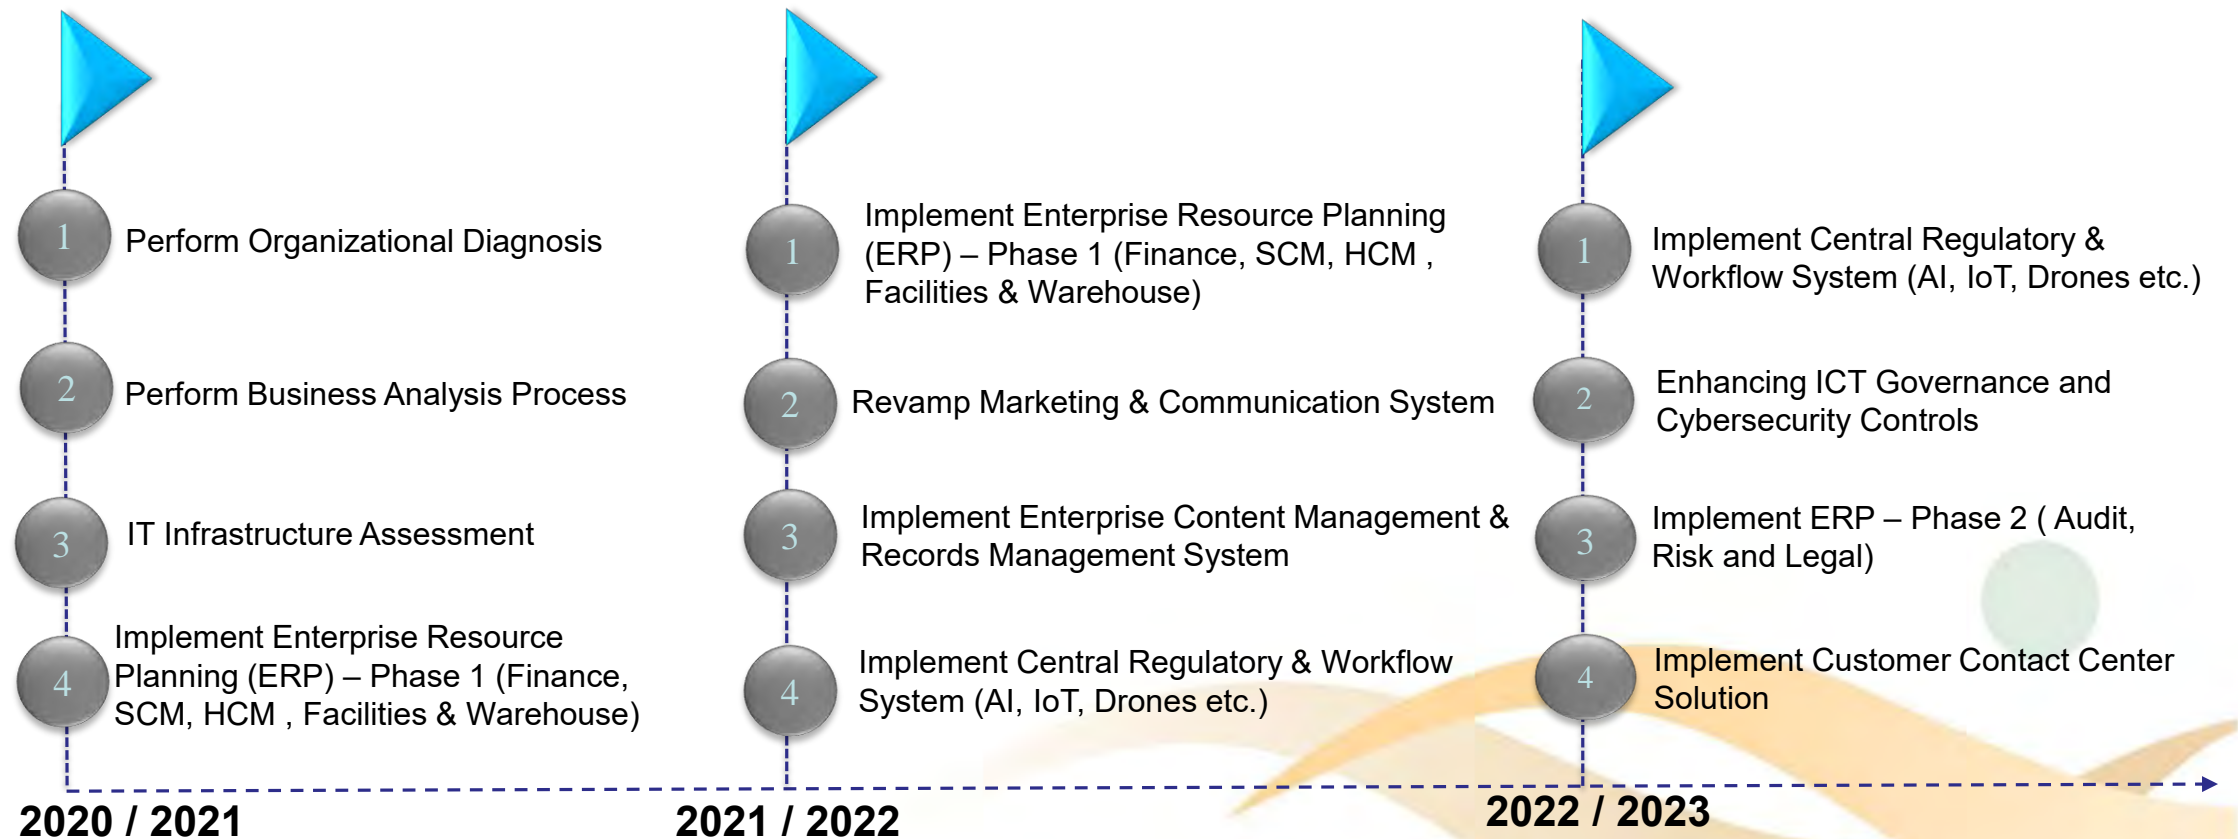 1
Perform Organizational Diagnosis
2
Perform Business Analysis Process
3
IT Infrastructure Assessment
4
Implement Enterprise Resource
Planning (ERP) – Phase 1 (Finance,
SCM, HCM , Facilities & Warehouse)
2020 / 2021
1
Implement Enterprise Resource Planning
(ERP) – Phase 1 (Finance, SCM, HCM ,
Facilities & Warehouse)
2
Revamp Marketing & Communication System
3
Implement Enterprise Content Management &
Records Management System
4
Implement Central Regulatory & Workflow
System (AI, IoT, Drones etc.)
2021 / 2022
1
Implement Central Regulatory &
Workflow System (AI, IoT, Drones etc.)
2
Enhancing ICT Governance and
Cybersecurity Controls
3
Implement ERP – Phase 2 ( Audit,
Risk and Legal)
4
Implement Customer Contact Center
Solution
2022 / 2023